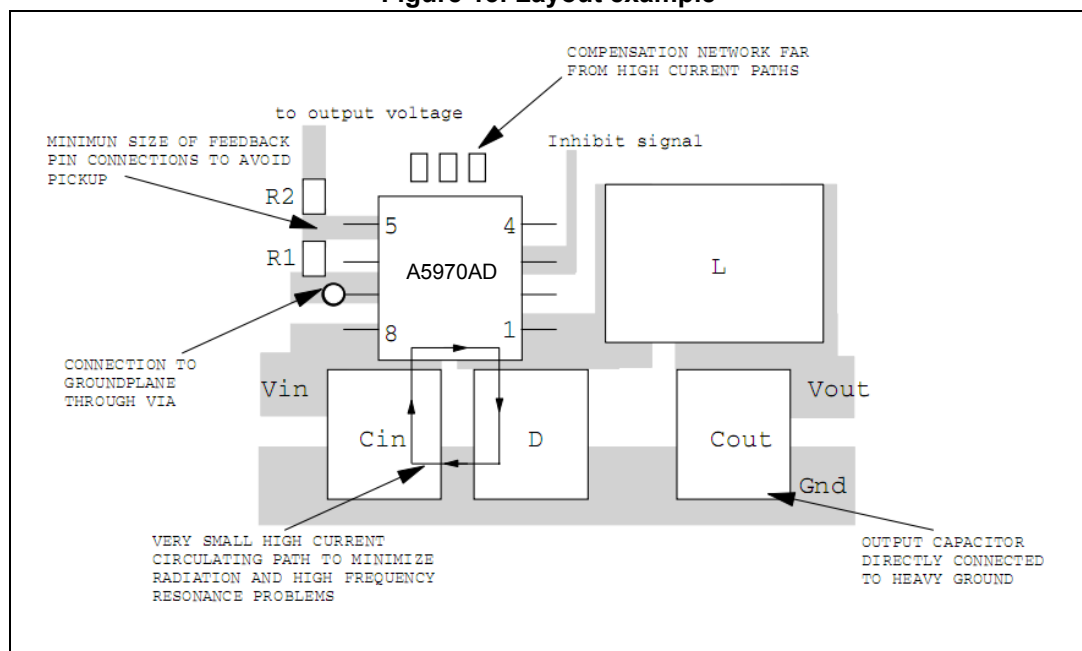 Figure 16. Layout example
COMPENSATION NETWORK FAR
FROM HIGH CURRENT PATHS
to output voltage
MINIMUN SIZE OF FEEDBACK
PIN CONNECTIONS TO AVOID
PICKUP
Inhibit signal
R2
5
4
R1
A5970AD
L
8
1
CONNECTION TO
GROUNDPLANE
THROUGH VIA
Vin
Vout
Cin
D
Cout
Gnd
VERY SMALL HIGH CURRENT
CIRCULATING PATH TO MINIMIZE
RADIATION AND HIGH FREQUENCY
RESONANCE PROBLEMS
OUTPUT CAPACITOR
DIRECTLY CONNECTED
TO HEAVY GROUND